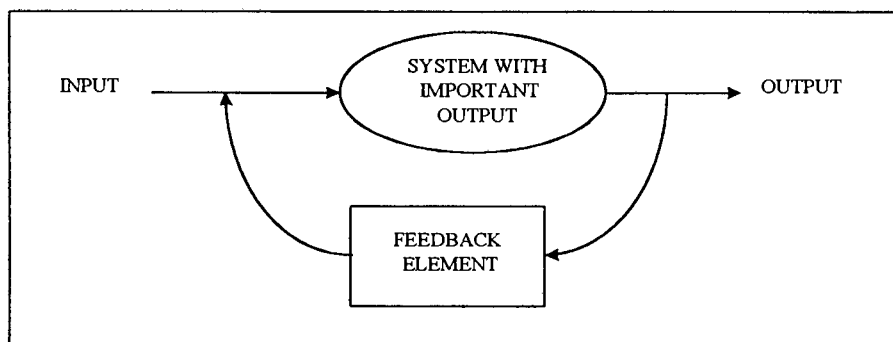 INPUT
SYSTEM WITH
IMPORTANT
OUTPUT
OUTPUT
FEEDBACK
ELEMENT